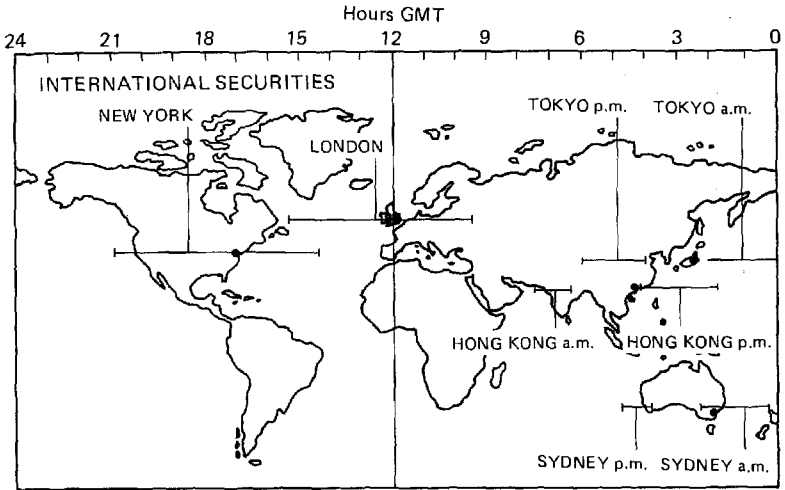 Hours GMT
24 21 18 15 12 9 6 3 0
INTERNATIONAL SECURITIES
NEW YORK
TOKYO p.m. TOKYO a.m.
LONDON
HONG KONG a.m. HONG KONG p.m.
SYDNEY p.m. SYDNEY a.m.